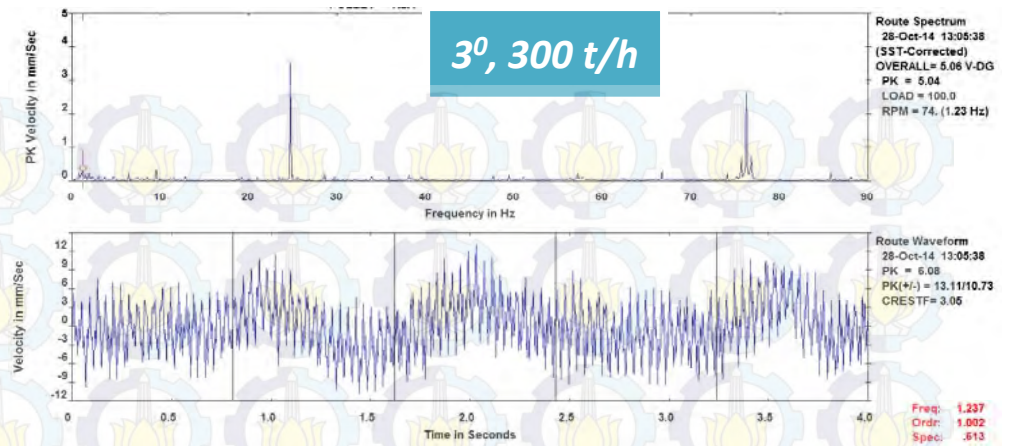 3⁰, 300 t/h
Route Spectrum
28-Oct-14 13:05:38
(SST-Corrected)
OVERALL= 5.06 V-DG
PK = 5.04
LOAD = 100.0
RPM = 74. (1.23 Hz)
PK Velocity in mm/Sec
5
4
3
2
1
0
0 10 20 30 40 50 60 70 80 90
Frequency in Hz
Route Waveform
28-Oct-14 13:05:38
PK = 6.08
PK(+/-) = 13.11/10.73
CRESTF= 3.05
Velocity in mm/Sec
12
9
6
3
0
-3
-6
-9
-12
0 0.5 1.0 1.5 2.0 2.5 3.0 3.5 4.0
Time in Seconds
Freq: 1.237
Ordr: 1.002
Spec: .613